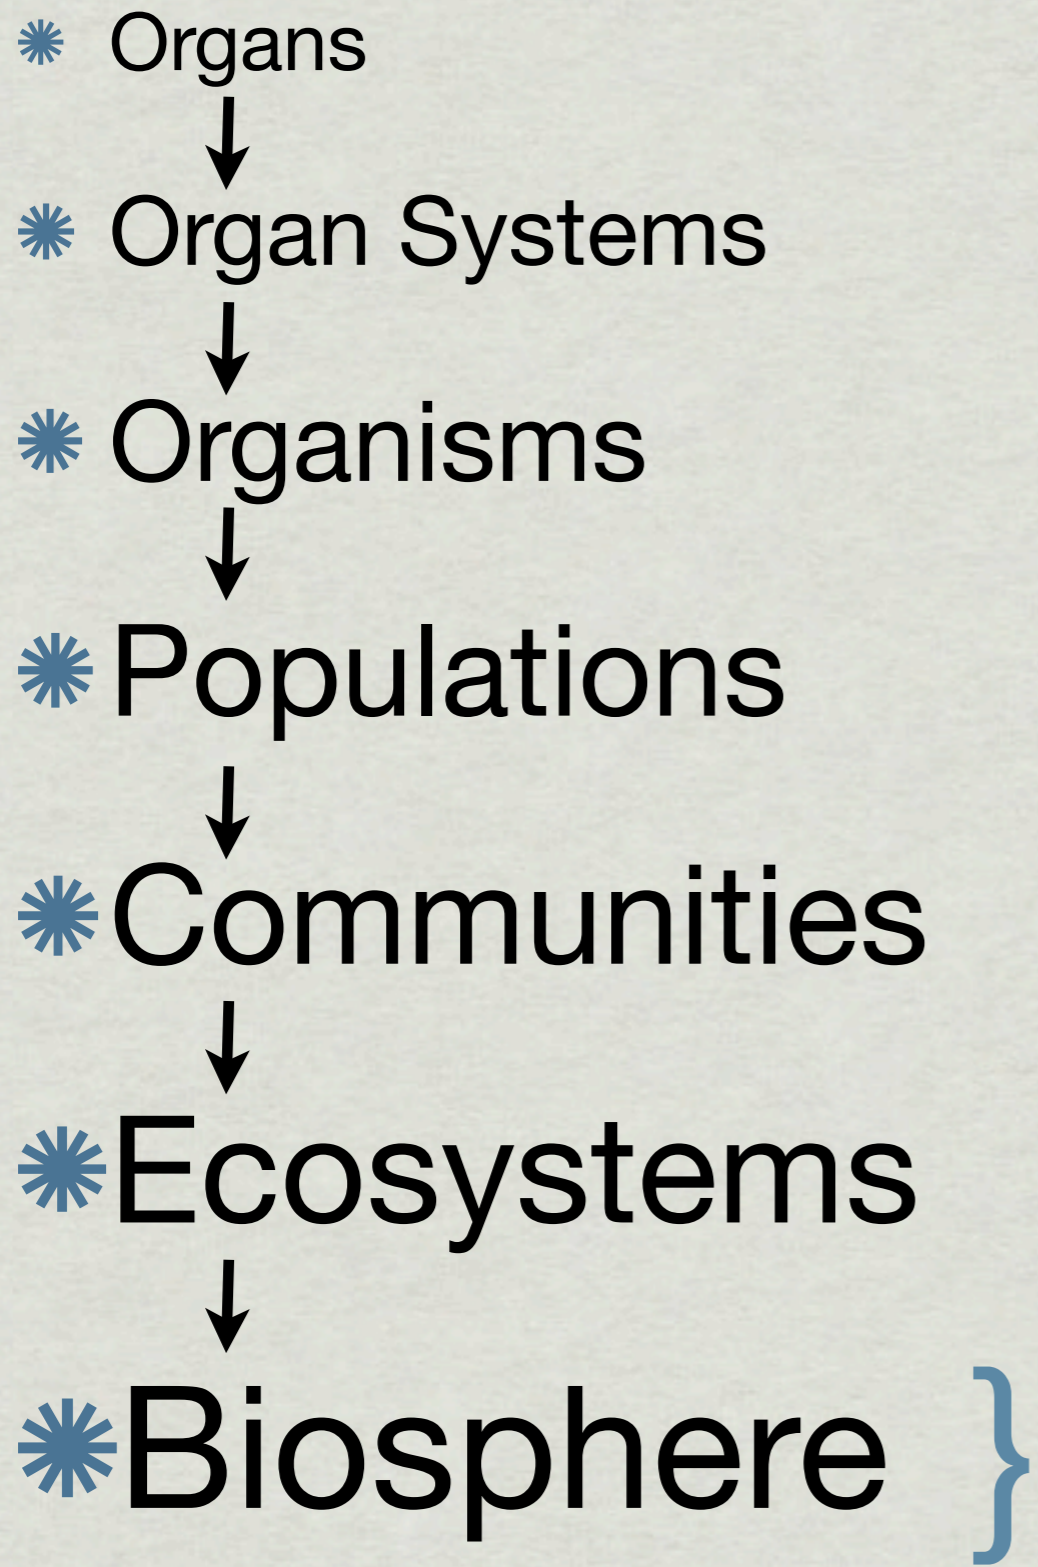 Organs
Organ Systems
Organisms
Populations
Communities
Ecosystems
Biosphere }